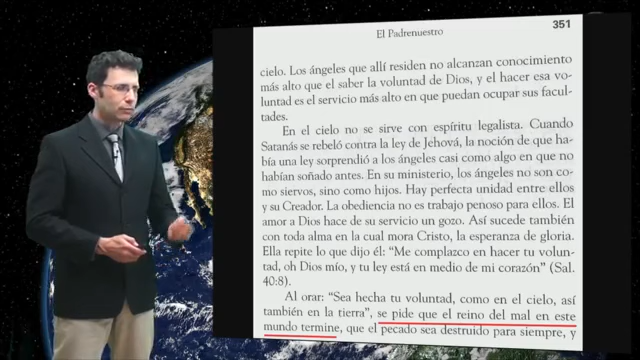 El Padrenuestro
351
cielo. Los ángeles que allí residen no alcanzan conocimiento
más alto que el saber la voluntad de Dios, y el hacer esa vo-
luntad es el servicio más alto en que puedan ocupar sus facul-
tades.
En el cielo no se sirve con espíritu legalista. Cuando
Satanás se rebeló contra la ley de Jehová, la noción de que ha-
bía una ley sorprendió a los ángeles casi como algo en que no
habían soñado antes. En su ministerio, los ángeles no son co-
mo siervos, sino como hijos. Hay perfecta unidad entre ellos
y su Creador. La obediencia no es trabajo penoso para ellos. El
amor a Dios hace de su servicio un gozo. Así sucede también
con toda alma en la cual mora Cristo, la esperanza de gloria.
Ella repite lo que dijo él: “Me complazco en hacer tu volun-
tad, oh Dios mío, y tu ley está en medio de mi corazón” (Sal.
40:8).
Al orar: “Sea hecha tu voluntad, como en el cielo, así
también en la tierra”, se pide que el reino del mal en este
mundo termine, que el pecado sea destruido para siempre, y